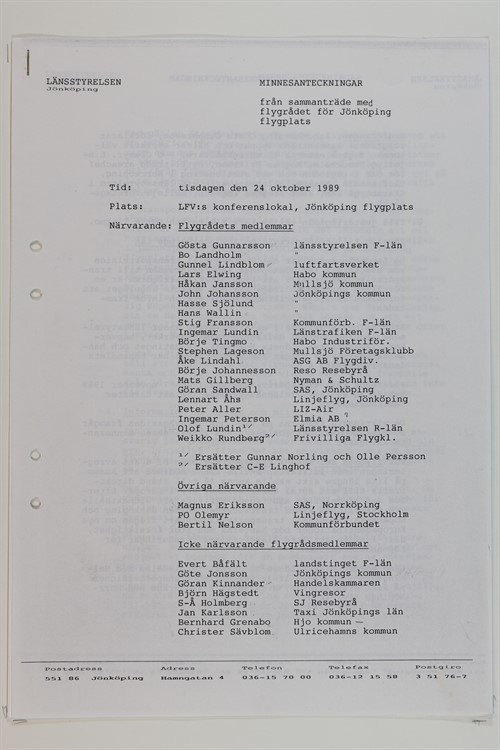 LÄNSSTYRELSEN MINNESANTECKNINGAR
Jönköping
från sammanträde med
flygrådet för Jönköping
flygplats
Tid: tisdagen den 24 oktober 1989
Plats: LFV:s konferenslokal, Jönköping flygplats
Närvarande: Flygrådets medlemmar
Gösta Gunnarsson länsstyrelsen F-län
Bo Landholm "
Gunnel Lindblom luftfartsverket
Lars Elwing Habo kommun
Håkan Jansson Mullsjö kommun
John Johansson Jönköpings kommun
Hasse Sjölund "
Hans Wallin "
Stig Fransson Kommunförb. F-län
Ingemar Lundin Länstrafiken F-län
Börje Tingmo Habo Industriför.
Stephen Lageson Mullsjö Företagsklubb
Åke Lindahl ASG AB Flygdiv.
Börje Johannesson Reso Resebyrå
Mats Gillberg Nyman & Schultz
Göran Sandwall SAS, Jönköping
Lennart Åhs Linjeflyg, Jönköping
Peter Aller LIZ-Air
Ingemar Peterson Elmia AB ?
Olof Lundin 1/ Länsstyrelsen R-län
Weikko Rundberg 2/ Frivilliga Flygkl.
1/ Ersätter Gunnar Norling och Olle Persson
2/ Ersätter C-E Linghof
Övriga närvarande
Magnus Eriksson SAS, Norrköping
PO Olemyr Linjeflyg, Stockholm
Bertil Nelson Kommunförbundet
Icke närvarande flygrådsmedlemmar
Evert Båfält landstinget F-län
Göte Jonsson Jönköpings kommun
Göran Kinnander Handelskammaren
Björn Hägstedt Vingresor
S-Å Holmberg SJ Resebyrå
Jan Karlsson Taxi Jönköpings län
Bernhard Grenabo Hjo kommun —
Christer Sävblom Ulricehamns kommun
Postadress Adress Telefon Telefax Postgiro
551 86 Jönköping Hamngatan 4 036-15 70 00 036-12 15 58 3 51 76-7